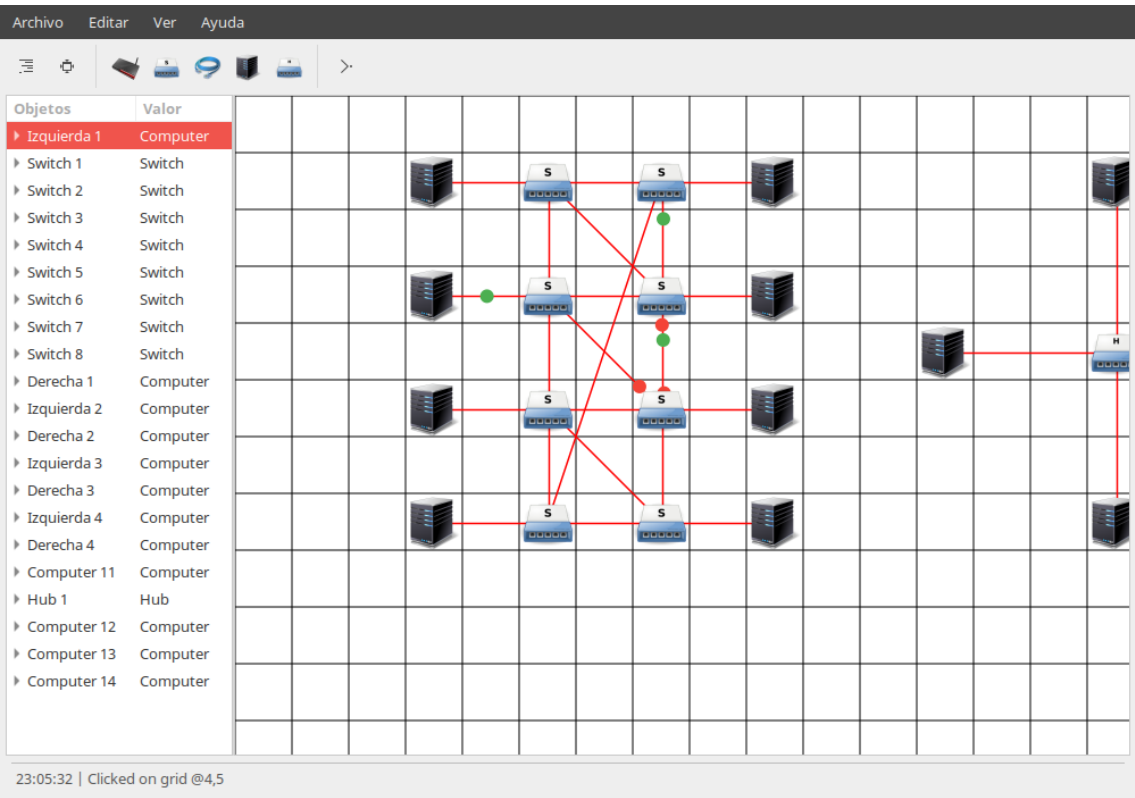 Archivo Editar Ver Ayuda
S H
Objetos Valor
Izquierda 1 Computer
Switch 1 Switch
Switch 2 Switch
Switch 3 Switch
Switch 4 Switch
Switch 5 Switch
Switch 6 Switch
Switch 7 Switch
Switch 8 Switch
Derecha 1 Computer
Izquierda 2 Computer
Derecha 2 Computer
Izquierda 3 Computer
Derecha 3 Computer
Izquierda 4 Computer
Derecha 4 Computer
Computer 11 Computer
Hub 1 Hub
Computer 12 Computer
Computer 13 Computer
Computer 14 Computer
S S
S S
H
S S
S S
23:05:32 | Clicked on grid @4,5